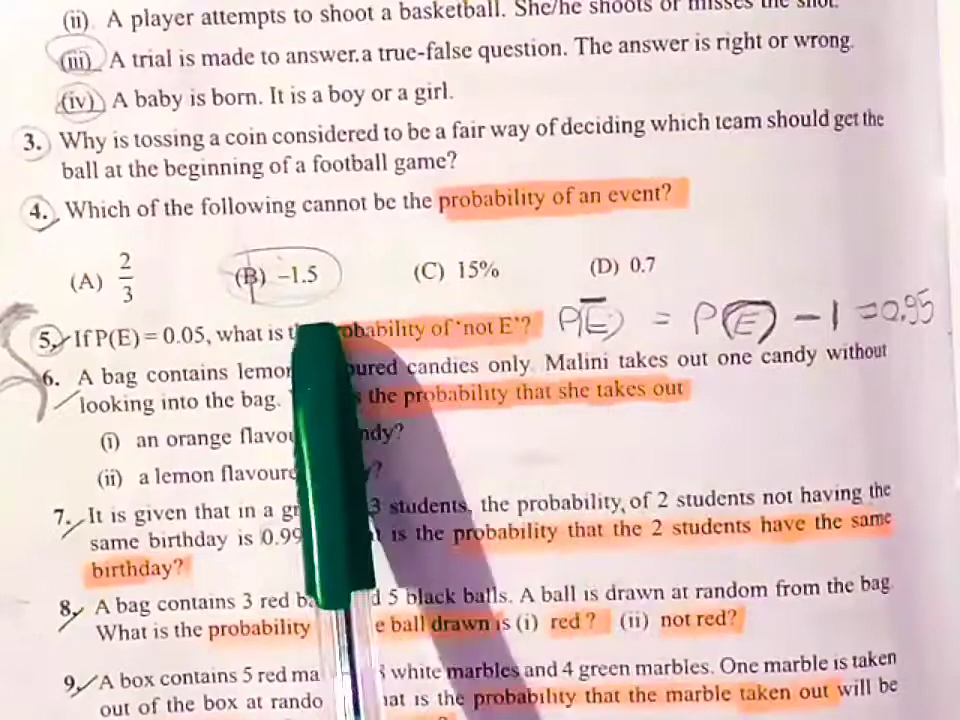 (ii). A player attempts to shoot a basketball. She/he shoots or misses the shot.
(iii) A trial is made to answer.a true-false question. The answer is right or wrong.
(iv) A baby is born. It is a boy or a girl.
3. Why is tossing a coin considered to be a fair way of deciding which team should get the
ball at the beginning of a football game?
4. Which of the following cannot be the probability of an event?
(A) 2/3 (B) –1.5 (C) 15% (D) 0.7
5. If P(E) = 0.05, what is obability of ‘not E’? P(E̅) = P(E) – 1 = 0.95
6. A bag contains lemon oured candies only. Malini takes out one candy without
looking into the bag. the probability that she takes out
(i) an orange flavou ndy?
(ii) a lemon flavoure ?
7. It is given that in a gr 3 students, the probability of 2 students not having the
same birthday is 0.99 is the probability that the 2 students have the same
birthday?
8. A bag contains 3 red b d 5 black balls. A ball is drawn at random from the bag.
What is the probability e ball drawn is (i) red ? (ii) not red?
9. A box contains 5 red ma white marbles and 4 green marbles. One marble is taken
out of the box at rando hat is the probability that the marble taken out will be